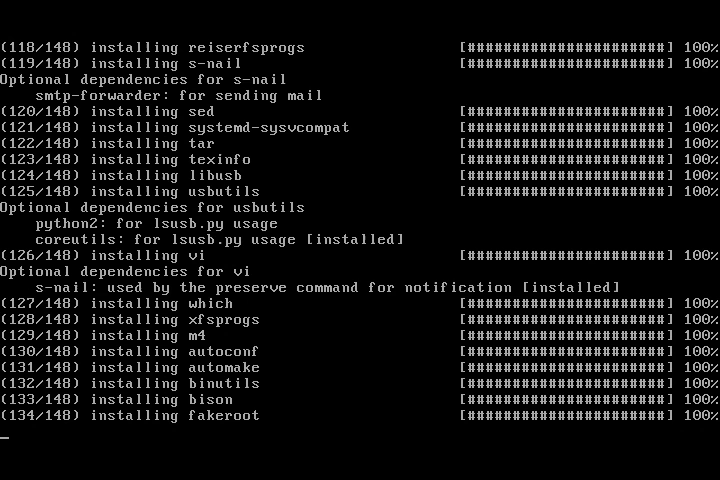 (118/148) installing reiserfsprogs [######################] 100%
(119/148) installing s-nail [######################] 100%
Optional dependencies for s-nail
    smtp-forwarder: for sending mail
(120/148) installing sed [######################] 100%
(121/148) installing systemd-sysvcompat [######################] 100%
(122/148) installing tar [######################] 100%
(123/148) installing texinfo [######################] 100%
(124/148) installing libusb [######################] 100%
(125/148) installing usbutils [######################] 100%
Optional dependencies for usbutils
    python2: for lsusb.py usage
    coreutils: for lsusb.py usage [installed]
(126/148) installing vi [######################] 100%
Optional dependencies for vi
    s-nail: used by the preserve command for notification [installed]
(127/148) installing which [######################] 100%
(128/148) installing xfsprogs [######################] 100%
(129/148) installing m4 [######################] 100%
(130/148) installing autoconf [######################] 100%
(131/148) installing automake [######################] 100%
(132/148) installing binutils [######################] 100%
(133/148) installing bison [######################] 100%
(134/148) installing fakeroot [######################] 100%